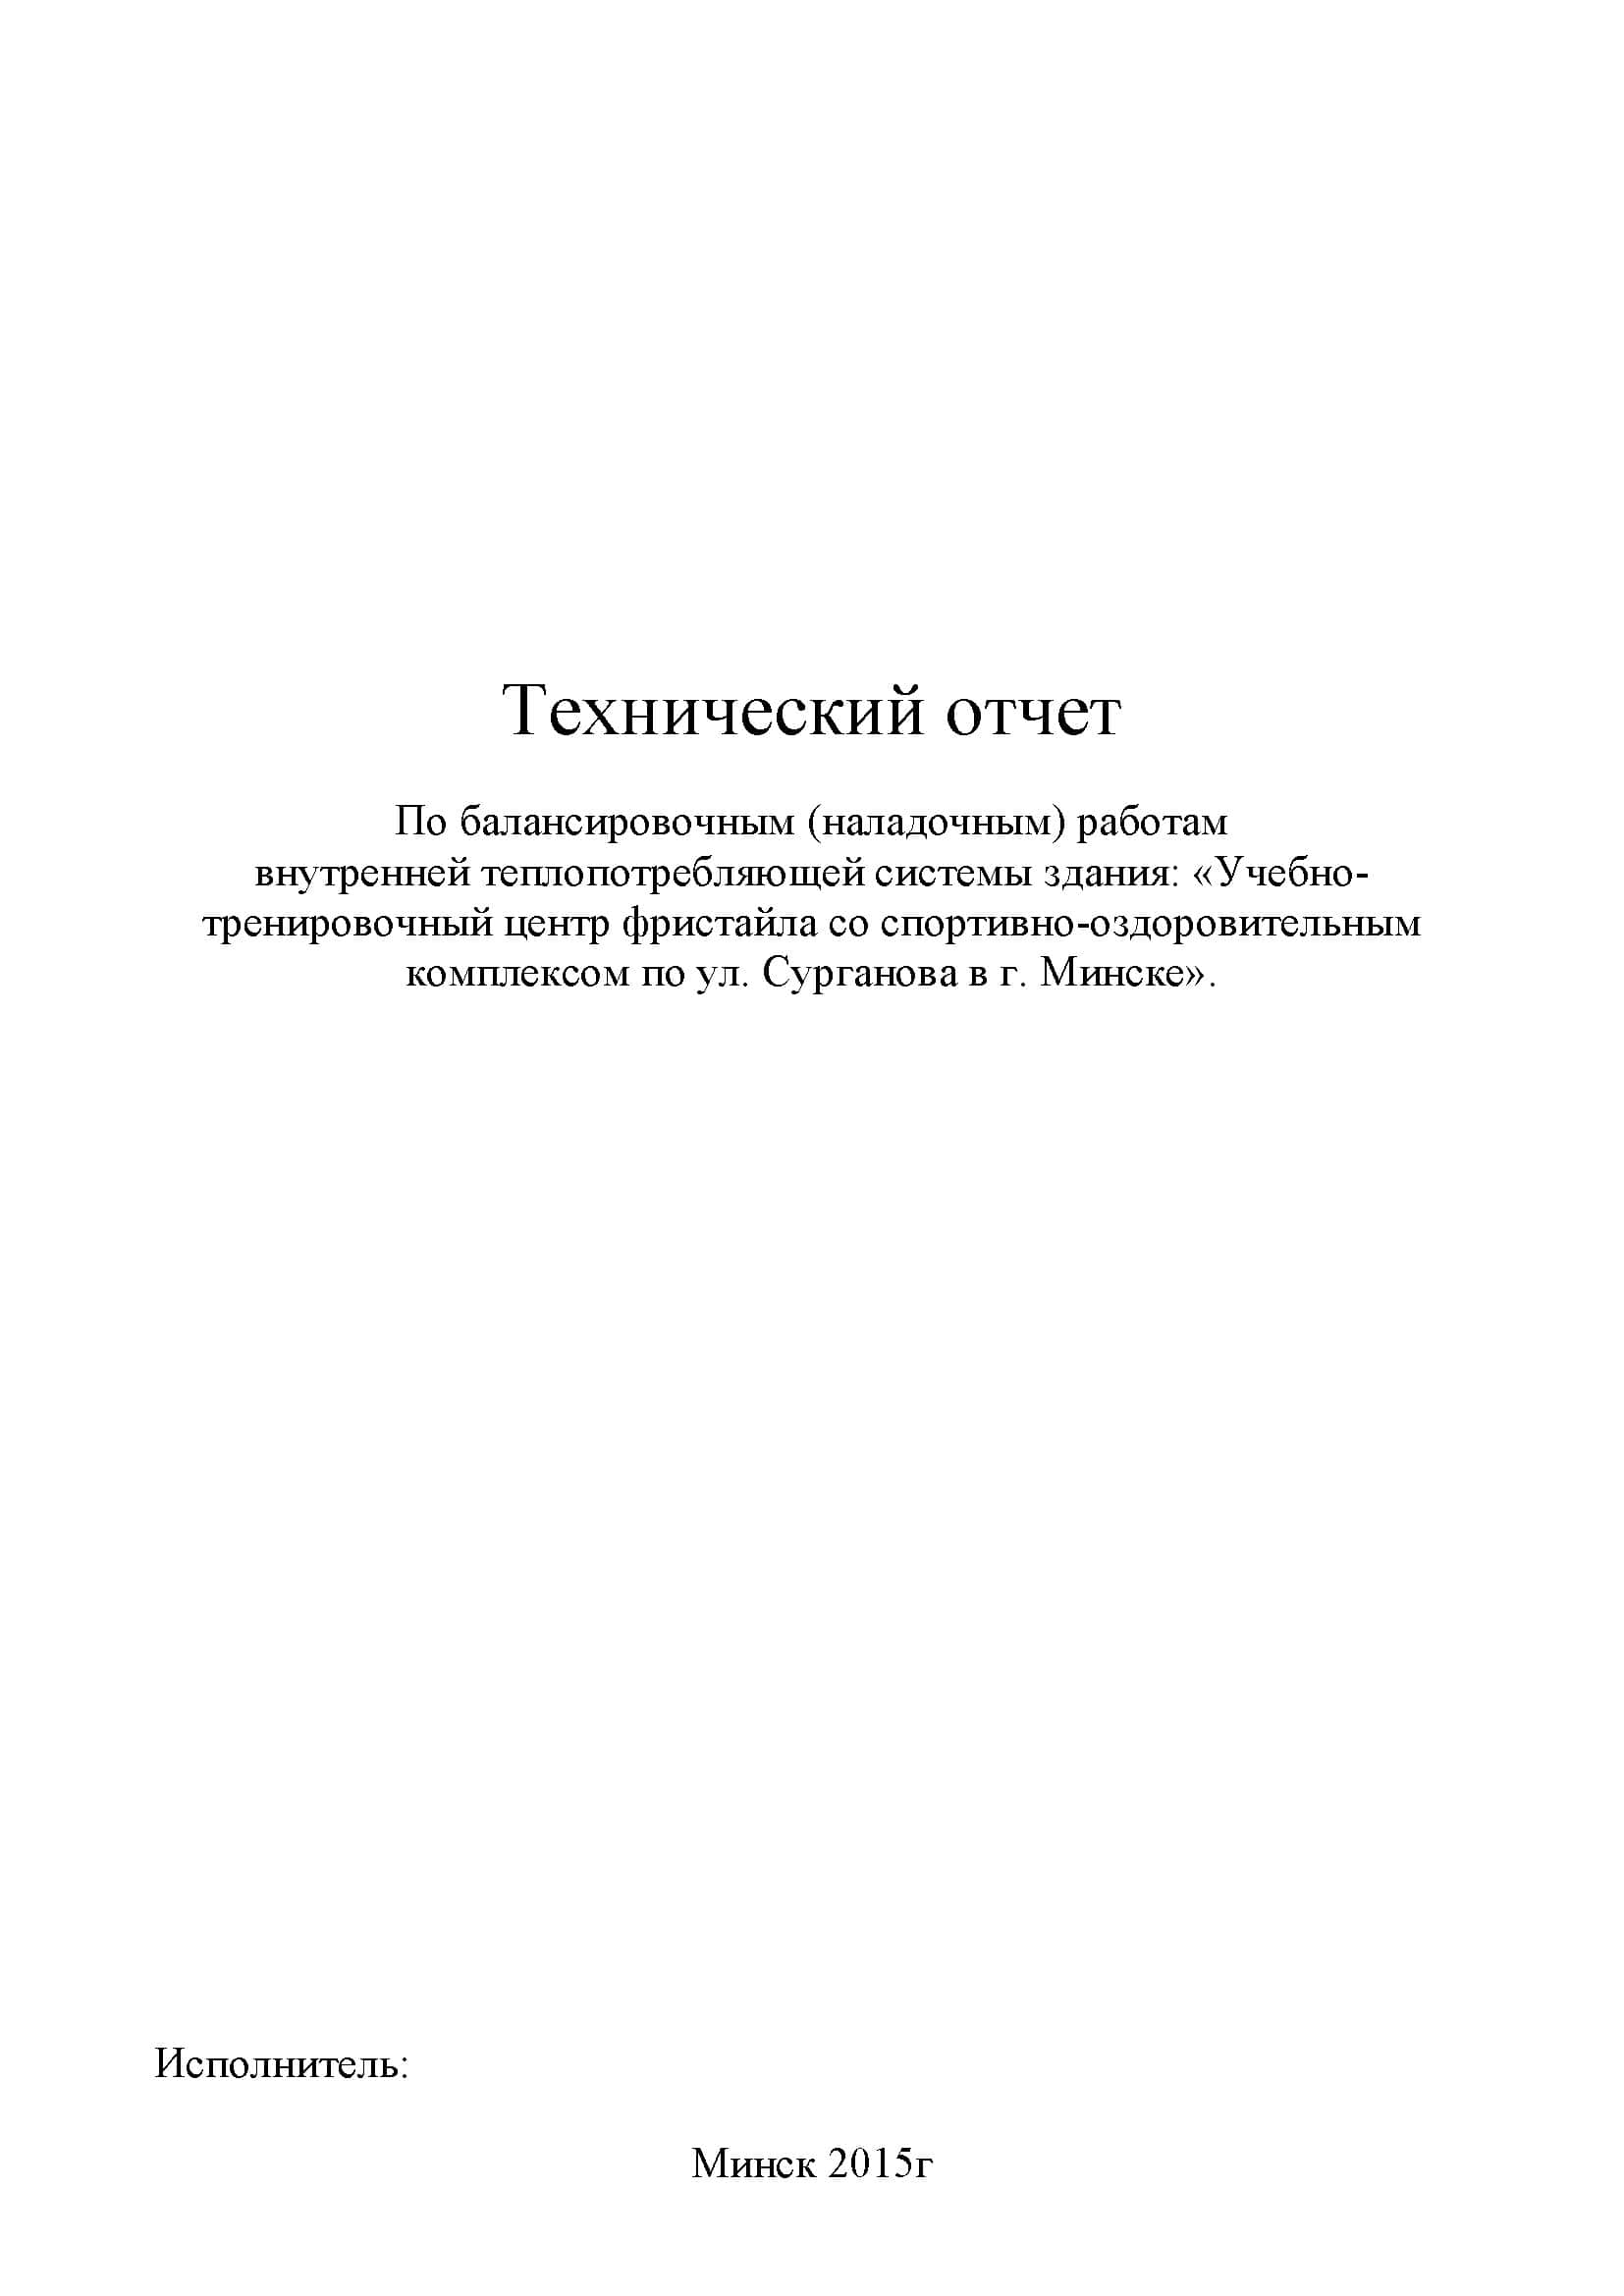 Технический отчет
По балансировочным (наладочным) работам
внутренней теплопотребляющей системы здания: «Учебно-
тренировочный центр фристайла со спортивно-оздоровительным
комплексом по ул. Сурганова в г. Минске».
Исполнитель:
Минск 2015г